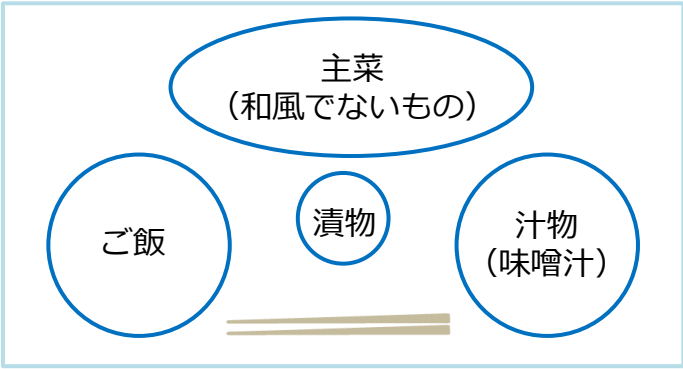 主菜
（和風でないもの）
ご飯
漬物
汁物
（味噌汁）